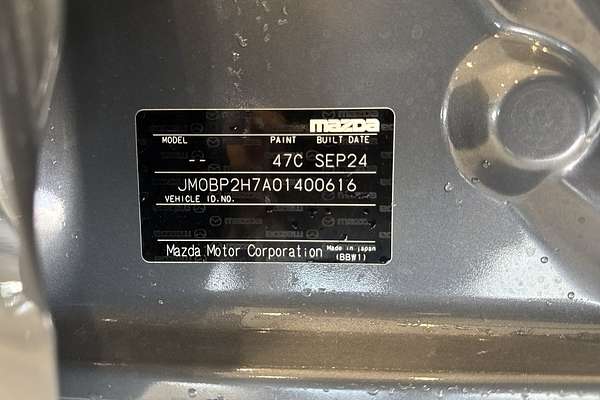 mazda
MODEL PAINT BUILT DATE
-- 47C SEP24
JM0BP2H7A01400616
VEHICLE ID.NO.
Mazda Motor Corporation Made in japan
(BBW1)